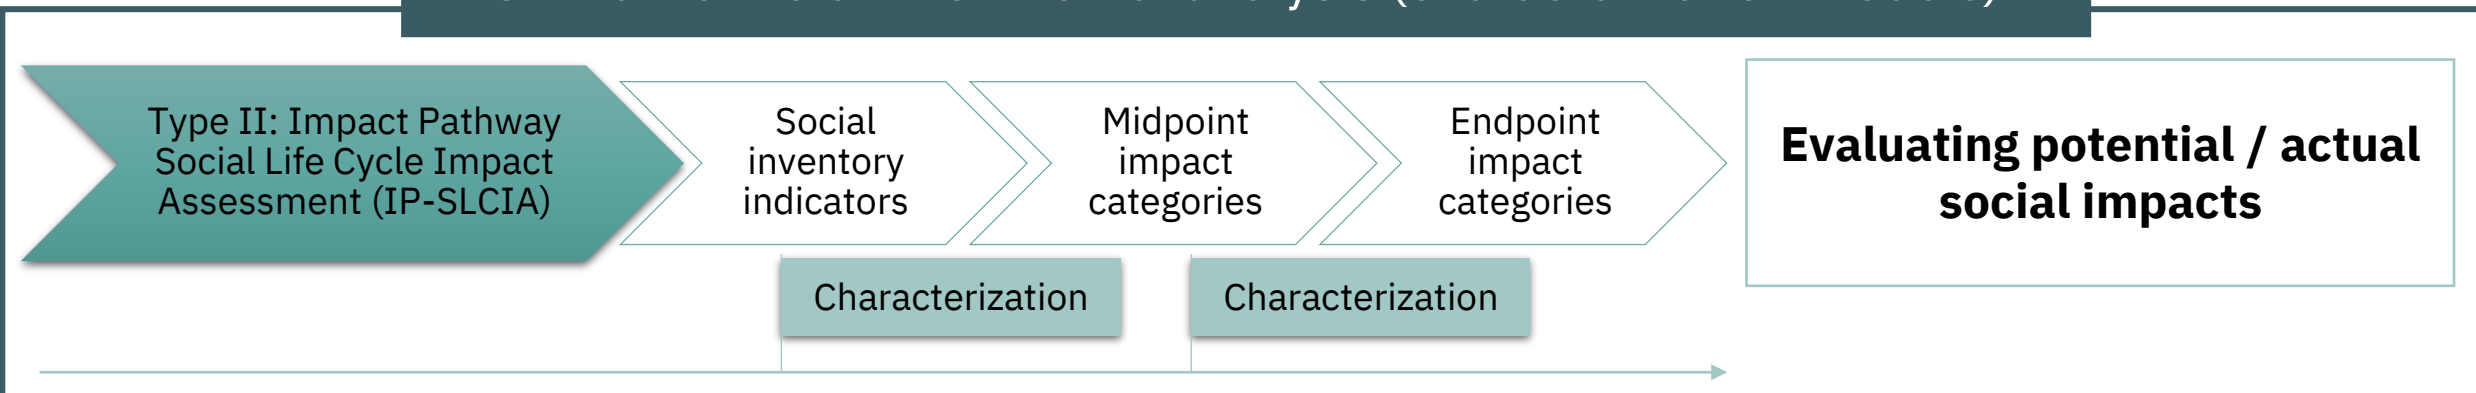 Type II: Impact Pathway
Social Life Cycle Impact
Assessment (IP-SLCIA)
Social
inventory
indicators
Midpoint
impact
categories
Endpoint
impact
categories
Evaluating potential / actual
social impacts
Characterization
Characterization